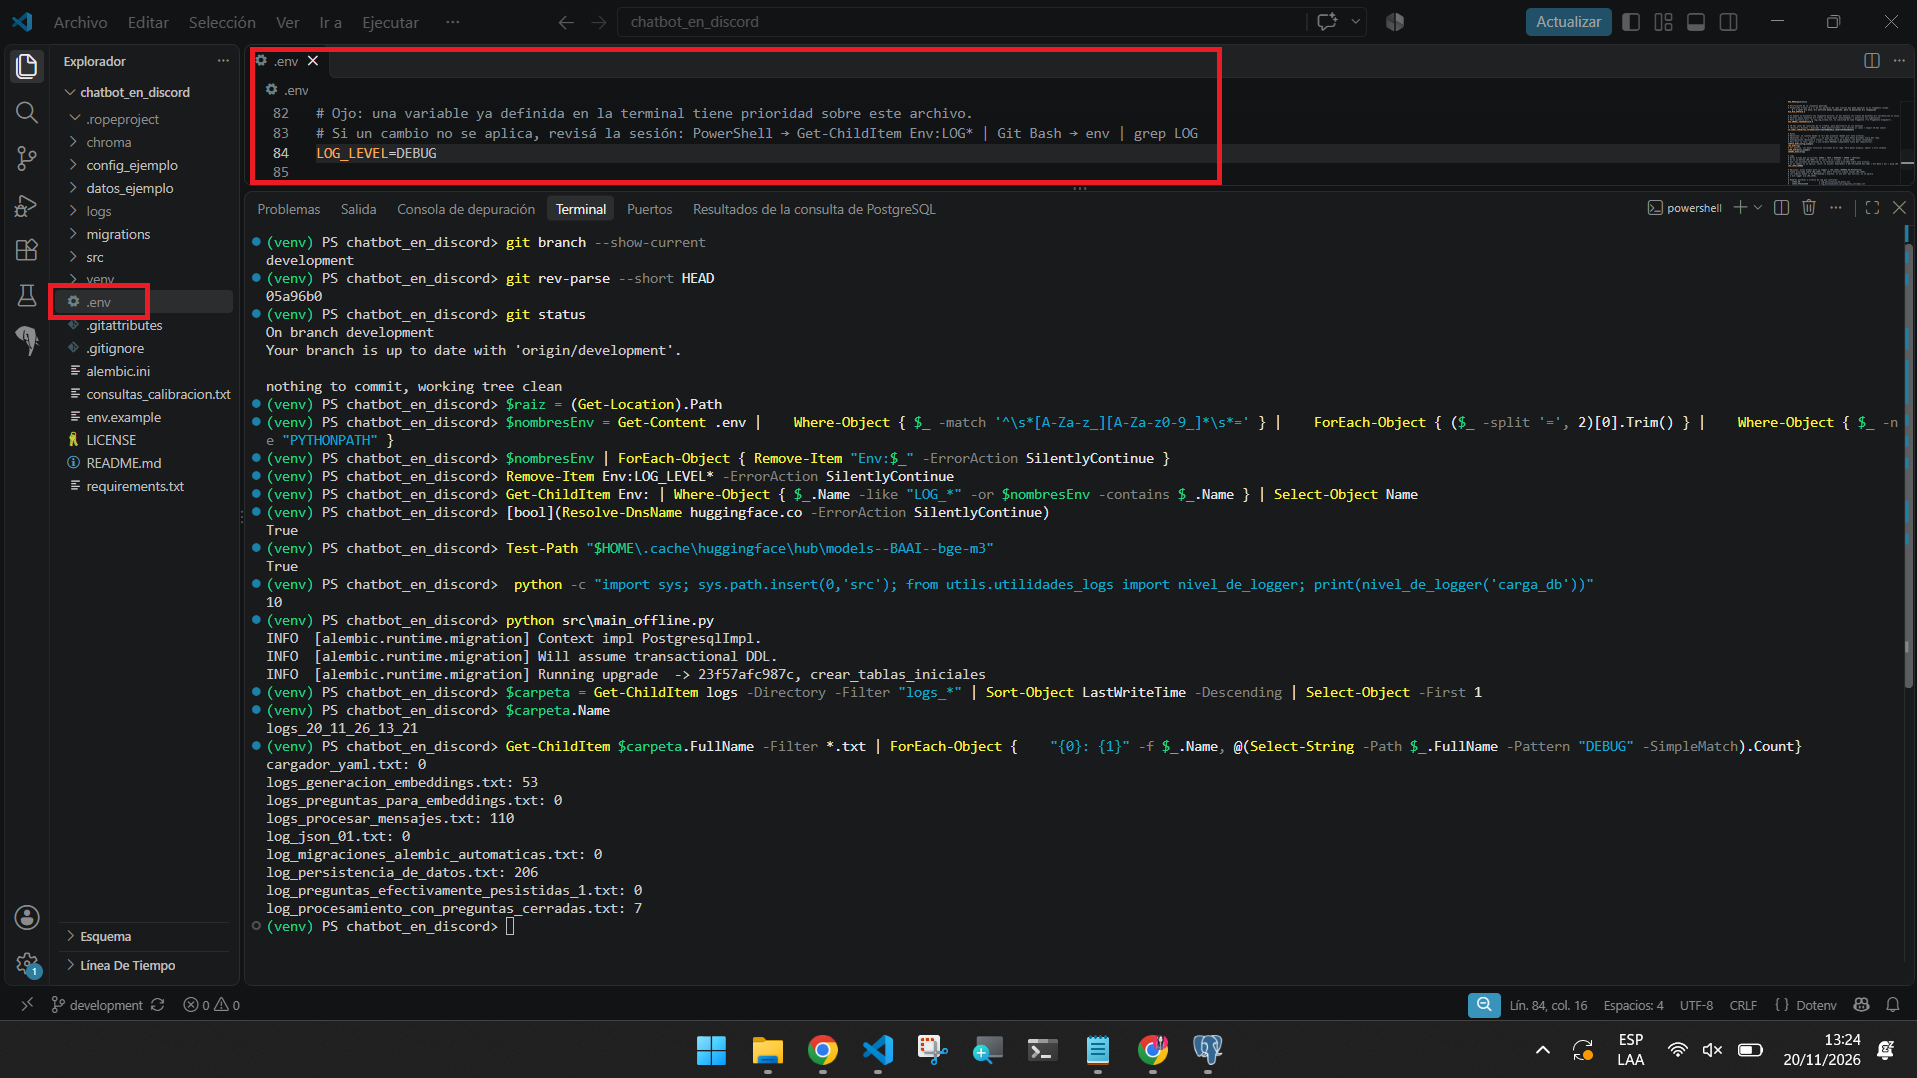 Archivo Editar Selección Ver Ir a Ejecutar ···
chatbot_en_discord
Actualizar
Explorador
chatbot_en_discord
.ropeproject
chroma
config_ejemplo
datos_ejemplo
logs
migrations
src
venv
.env
.gitattributes
.gitignore
alembic.ini
consultas_calibracion.txt
env.example
LICENSE
README.md
requirements.txt
Esquema
Línea De Tiempo
.env
.env
82 # Ojo: una variable ya definida en la terminal tiene prioridad sobre este archivo.
83 # Si un cambio no se aplica, revisá la sesión: PowerShell → Get-ChildItem Env:LOG* | Git Bash → env | grep LOG
84 LOG_LEVEL=DEBUG
85
Problemas Salida Consola de depuración Terminal Puertos Resultados de la consulta de PostgreSQL
powershell
(venv) PS chatbot_en_discord> git branch --show-current
development
(venv) PS chatbot_en_discord> git rev-parse --short HEAD
05a96b0
(venv) PS chatbot_en_discord> git status
On branch development
Your branch is up to date with 'origin/development'.
nothing to commit, working tree clean
(venv) PS chatbot_en_discord> $raiz = (Get-Location).Path
(venv) PS chatbot_en_discord> $nombresEnv = Get-Content .env |    Where-Object { $_ -match '^\s*[A-Za-z_][A-Za-z0-9_]*\s*=' } |    ForEach-Object { ($_ -split '=', 2)[0].Trim() } |    Where-Object { $_ -n
e "PYTHONPATH" }
(venv) PS chatbot_en_discord> $nombresEnv | ForEach-Object { Remove-Item "Env:$_" -ErrorAction SilentlyContinue }
(venv) PS chatbot_en_discord> Remove-Item Env:LOG_LEVEL* -ErrorAction SilentlyContinue
(venv) PS chatbot_en_discord> Get-ChildItem Env: | Where-Object { $_.Name -like "LOG_*" -or $nombresEnv -contains $_.Name } | Select-Object Name
(venv) PS chatbot_en_discord> [bool](Resolve-DnsName huggingface.co -ErrorAction SilentlyContinue)
True
(venv) PS chatbot_en_discord> Test-Path "$HOME\.cache\huggingface\hub\models--BAAI--bge-m3"
True
(venv) PS chatbot_en_discord>  python -c "import sys; sys.path.insert(0,'src'); from utils.utilidades_logs import nivel_de_logger; print(nivel_de_logger('carga_db'))"
10
(venv) PS chatbot_en_discord> python src\main_offline.py
INFO  [alembic.runtime.migration] Context impl PostgresqlImpl.
INFO  [alembic.runtime.migration] Will assume transactional DDL.
INFO  [alembic.runtime.migration] Running upgrade  -> 23f57afc987c, crear_tablas_iniciales
(venv) PS chatbot_en_discord> $carpeta = Get-ChildItem logs -Directory -Filter "logs_*" | Sort-Object LastWriteTime -Descending | Select-Object -First 1
(venv) PS chatbot_en_discord> $carpeta.Name
logs_20_11_26_13_21
(venv) PS chatbot_en_discord> Get-ChildItem $carpeta.FullName -Filter *.txt | ForEach-Object {    "{0}: {1}" -f $_.Name, @(Select-String -Path $_.FullName -Pattern "DEBUG" -SimpleMatch).Count}
cargador_yaml.txt: 0
logs_generacion_embeddings.txt: 53
logs_preguntas_para_embeddings.txt: 0
logs_procesar_mensajes.txt: 110
log_json_01.txt: 0
log_migraciones_alembic_automaticas.txt: 0
log_persistencia_de_datos.txt: 206
log_preguntas_efectivamente_pesistidas_1.txt: 0
log_procesamiento_con_preguntas_cerradas.txt: 7
(venv) PS chatbot_en_discord>
1
development
0 0
Lín. 84, col. 16 Espacios: 4 UTF-8 CRLF { } Dotenv
ESP
LAA
13:24
20/11/2026